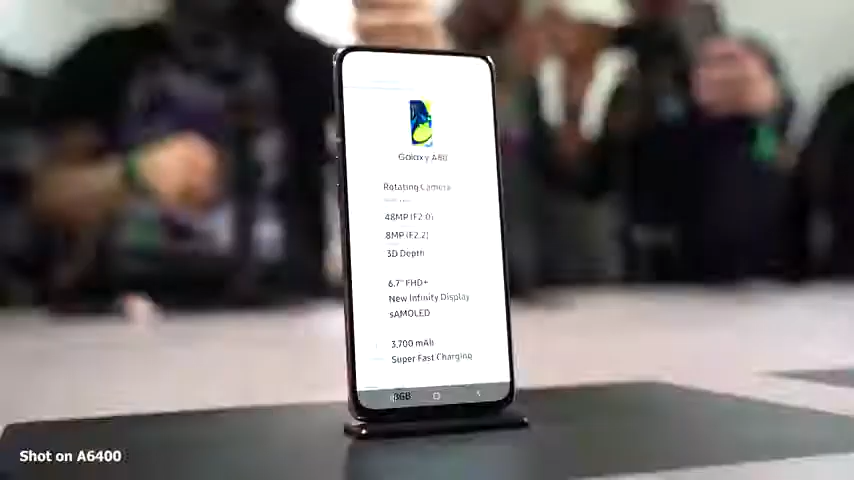 Galaxy A80
Rotating Camera
48MP (F2.0)
8MP (F2.2)
3D Depth
6.7" FHD+
New Infinity Display
sAMOLED
3,700 mAh
Super Fast Charging
8GB
Shot on A6400